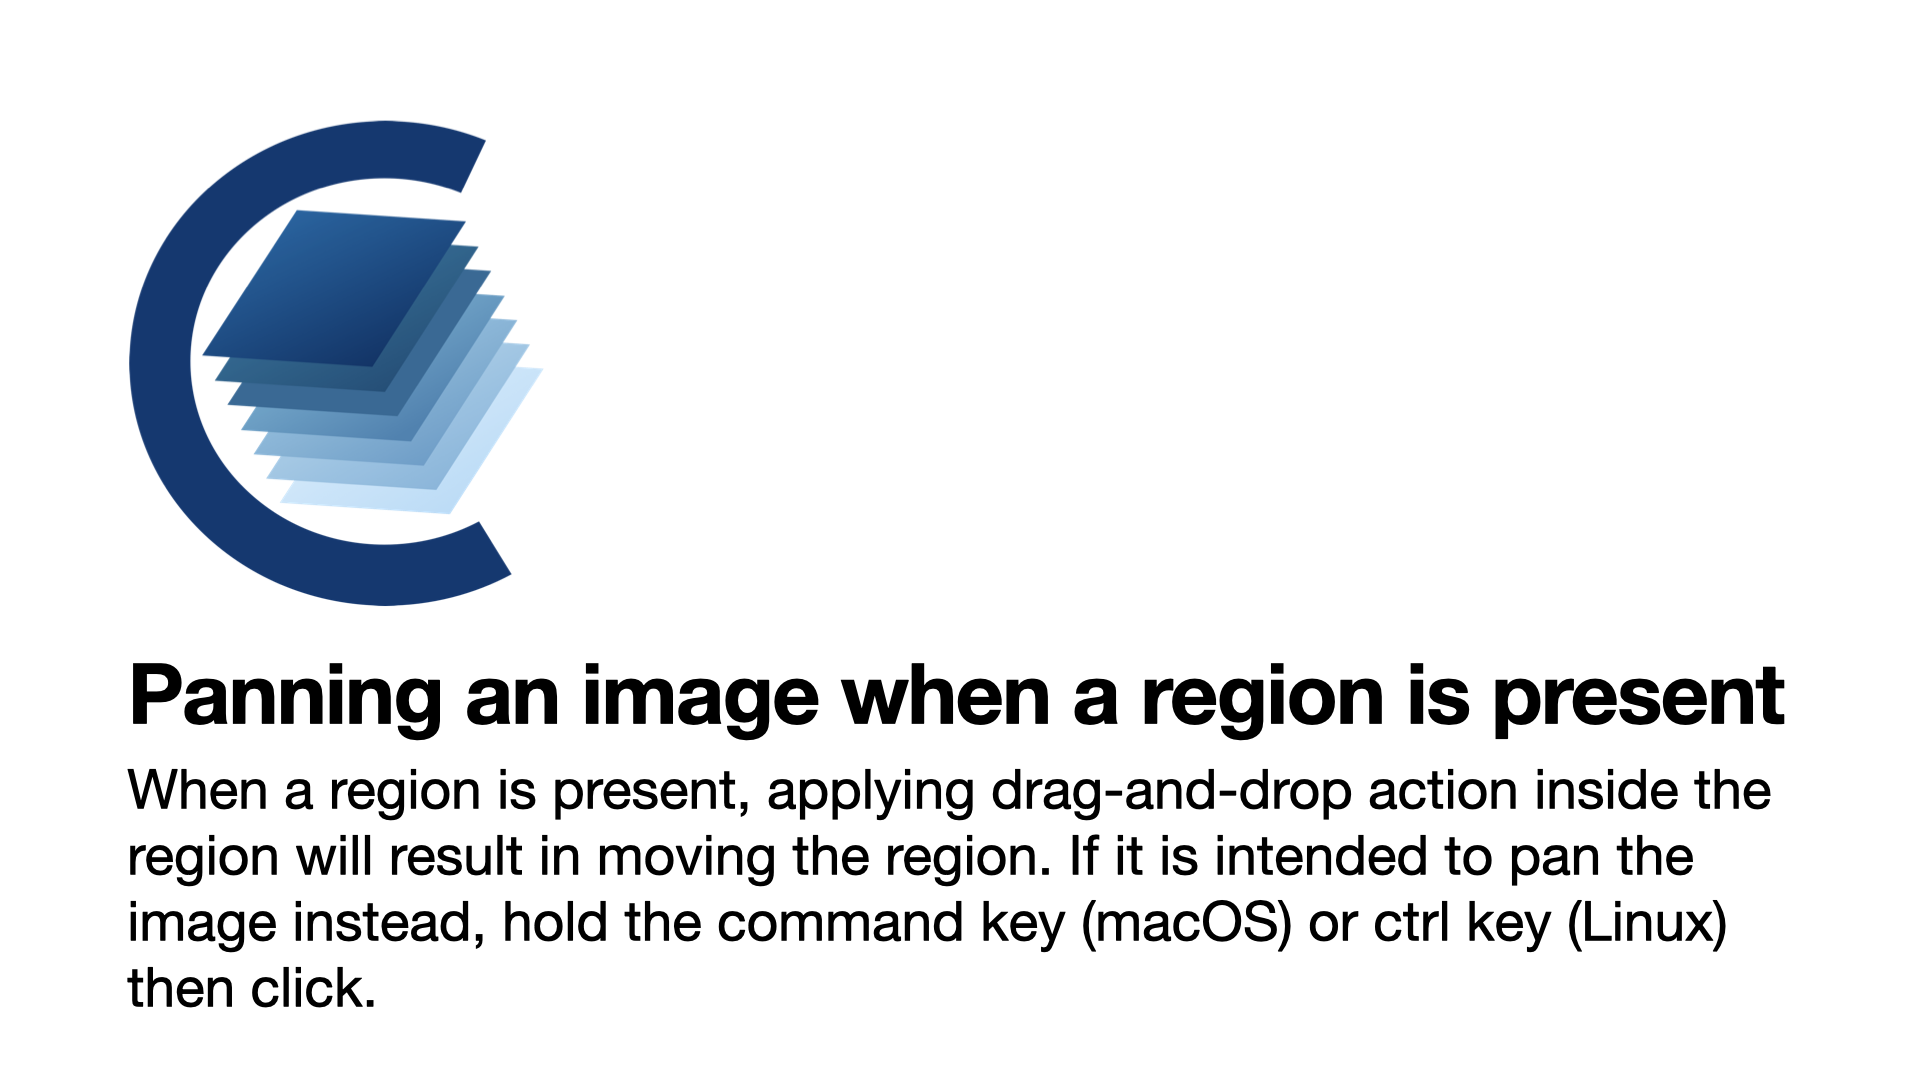 Panning an image when a region is present
When a region is present, applying drag-and-drop action inside the
region will result in moving the region. If it is intended to pan the
image instead, hold the command key (macOS) or ctrl key (Linux)
then click.